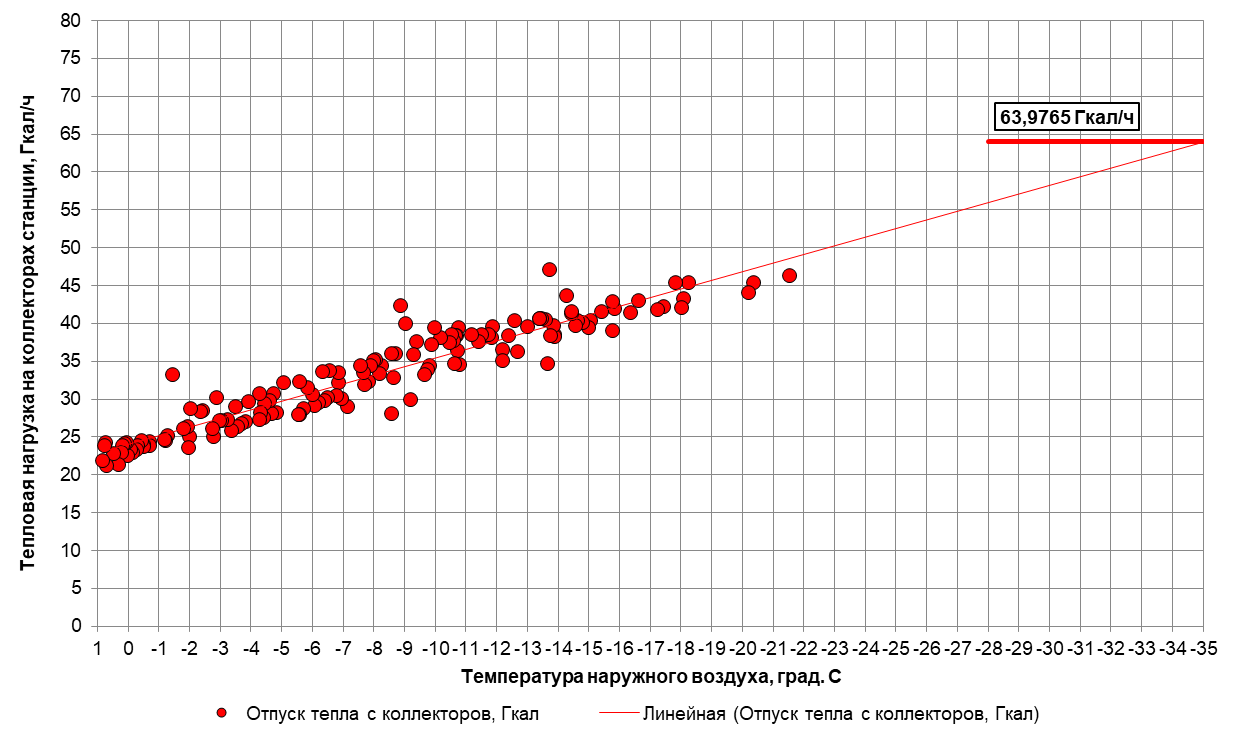 Тепловая нагрузка на коллекторах станции, Гкал/ч
80
75
70
65
60
55
50
45
40
35
30
25
20
15
10
5
0
63,9765 Гкал/ч
1 0 -1 -2 -3 -4 -5 -6 -7 -8 -9 -10 -11 -12 -13 -14 -15 -16 -17 -18 -19 -20 -21 -22 -23 -24 -25 -26 -27 -28 -29 -30 -31 -32 -33 -34 -35
Температура наружного воздуха, град. С
Отпуск тепла с коллекторов, Гкал
Линейная (Отпуск тепла с коллекторов, Гкал)